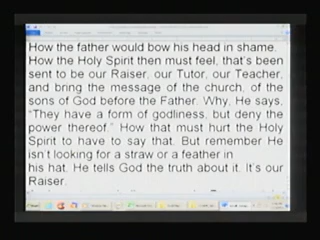 How the father would bow his head in shame.
How the Holy Spirit then must feel, that's been
sent to be our Raiser, our Tutor, our Teacher,
and bring the message of the church, of the
sons of God before the Father. Why, He says,
"They have a form of godliness, but deny the
power thereof." How that must hurt the Holy
Spirit to have to say that. But remember He
isn't looking for a straw or a feather in
his hat. He tells God the truth about it. It's our
Raiser.